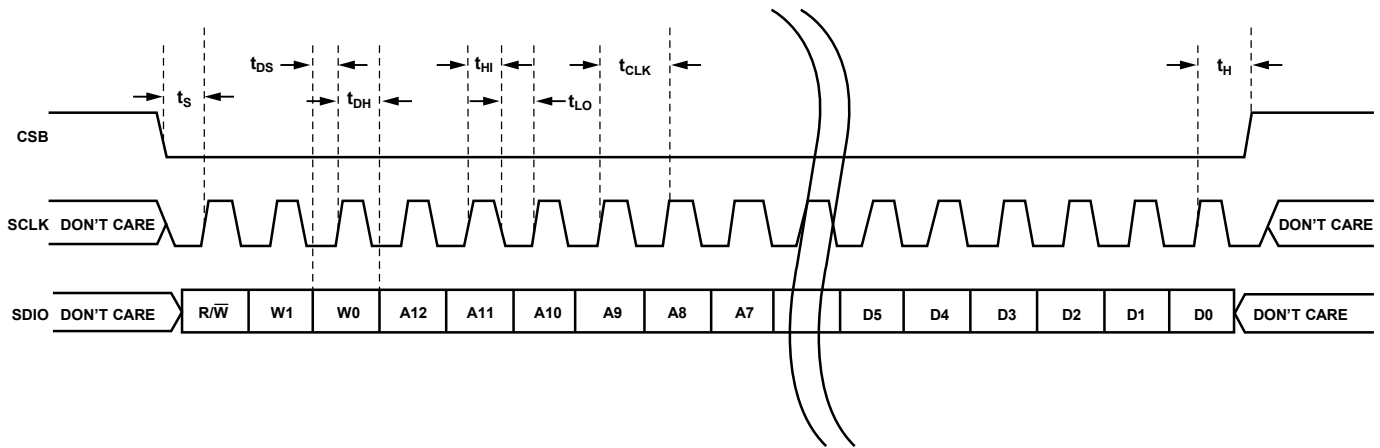 tDS
tHI
tCLK
tH
tS
tDH
tLO
CSB
SCLK DON'T CARE DON'T CARE
SDIO DON'T CARE R/W̅ W1 W0 A12 A11 A10 A9 A8 A7 D5 D4 D3 D2 D1 D0 DON'T CARE